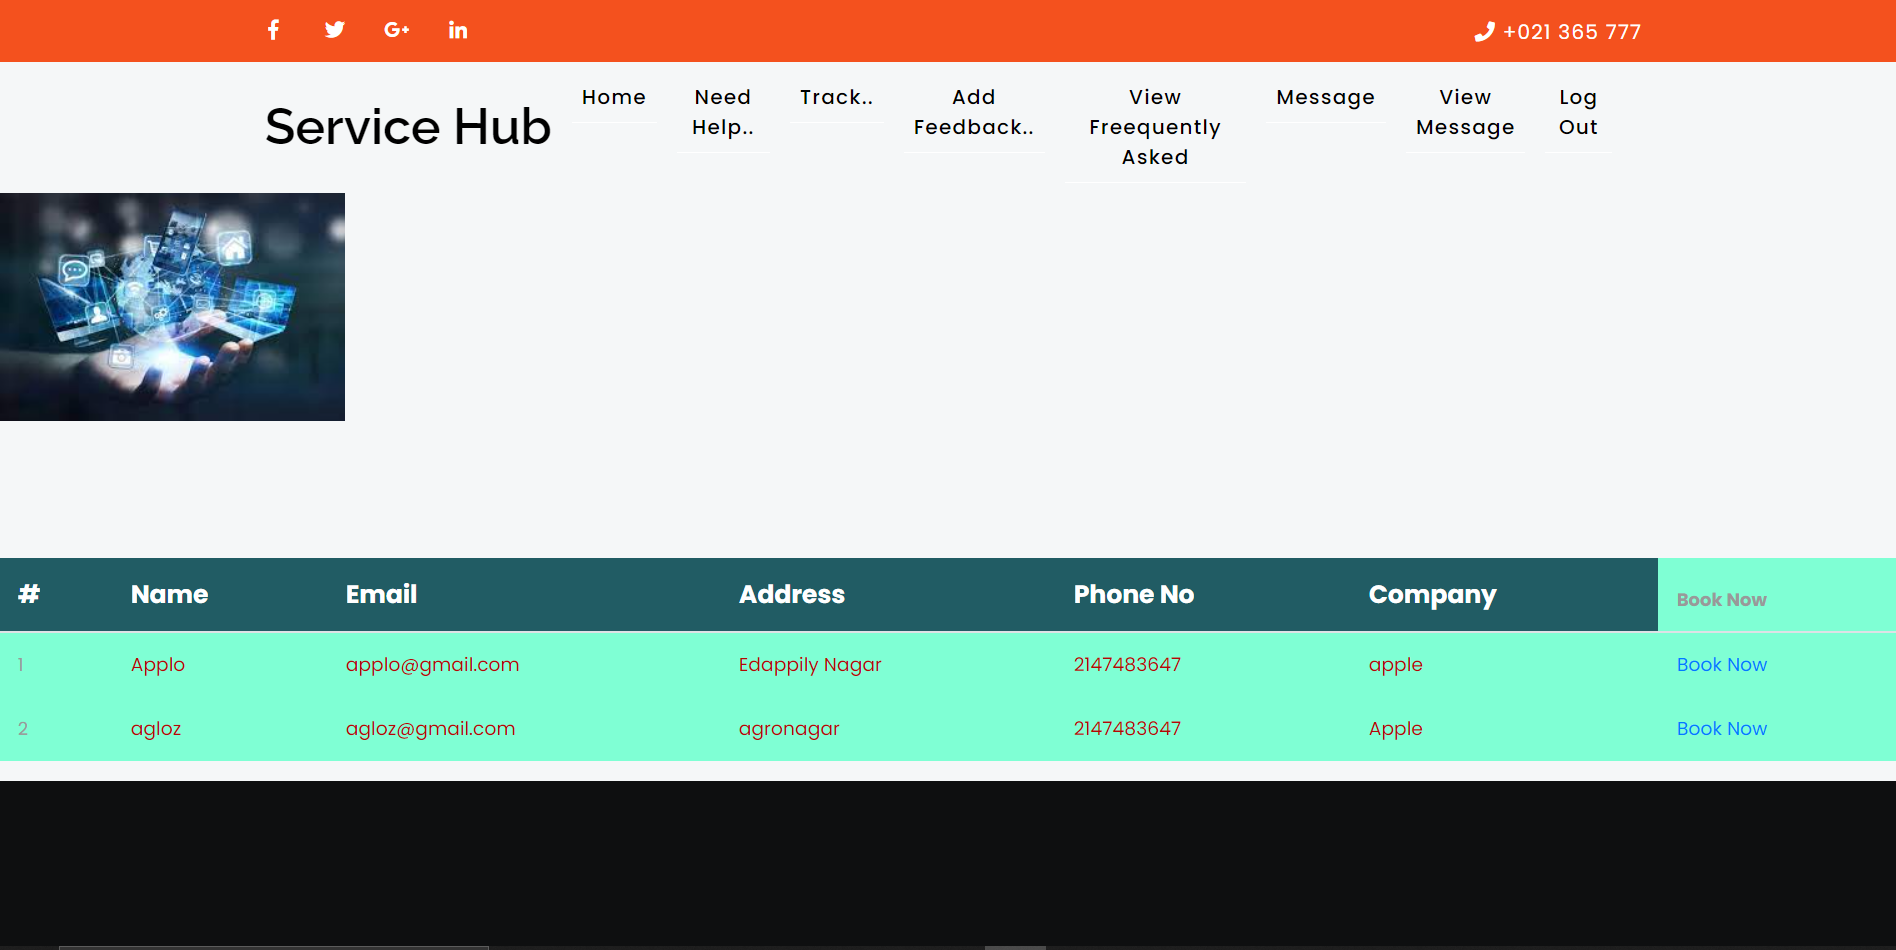 +021 365 777
Service Hub
Home
Need
Help..
Track..
Add
Feedback..
View
Freequently
Asked
Message
View
Message
Log
Out
# Name Email Address Phone No Company Book Now
1 Applo applo@gmail.com Edappily Nagar 2147483647 apple Book Now
2 agloz agloz@gmail.com agronagar 2147483647 Apple Book Now